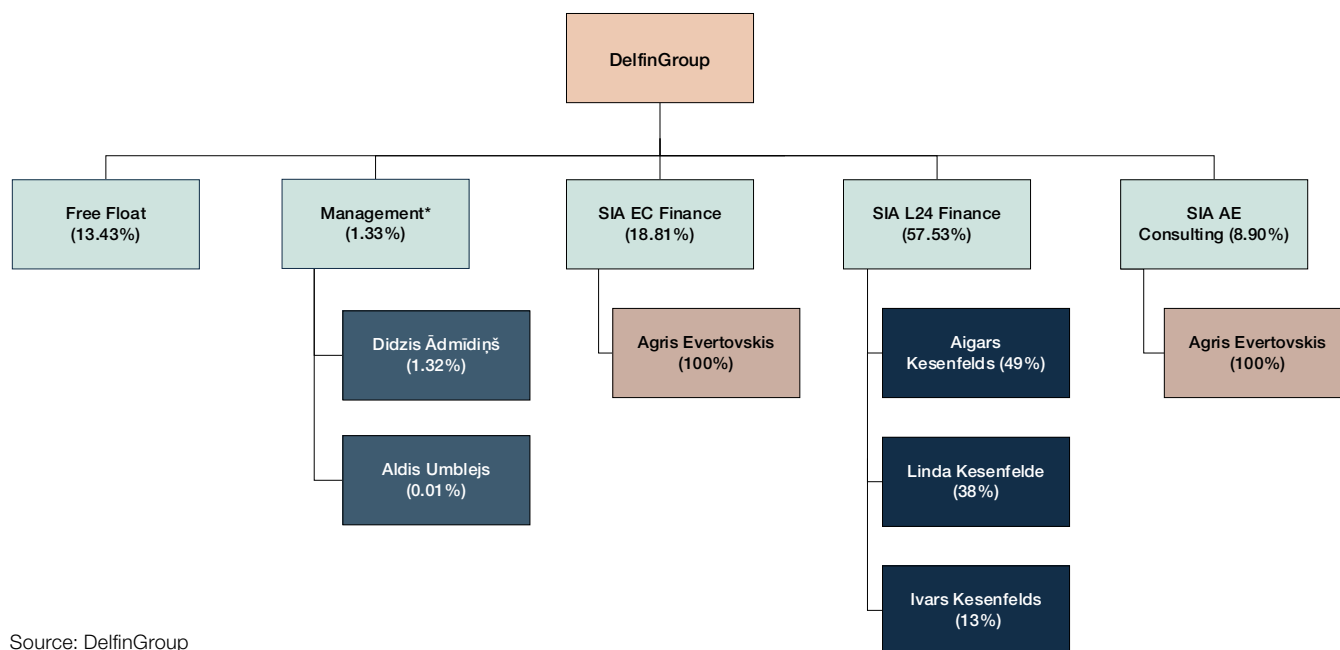 DelfinGroup
Free Float
(13.43%)
Management*
(1.33%)
SIA EC Finance
(18.81%)
SIA L24 Finance
(57.53%)
SIA AE
Consulting (8.90%)
Didzis Ādmīdiņš
(1.32%)
Agris Evertovskis
(100%)
Aigars
Kesenfelds (49%)
Agris Evertovskis
(100%)
Aldis Umblejs
(0.01%)
Linda Kesenfelde
(38%)
Ivars Kesenfelds
(13%)
Source: DelfinGroup